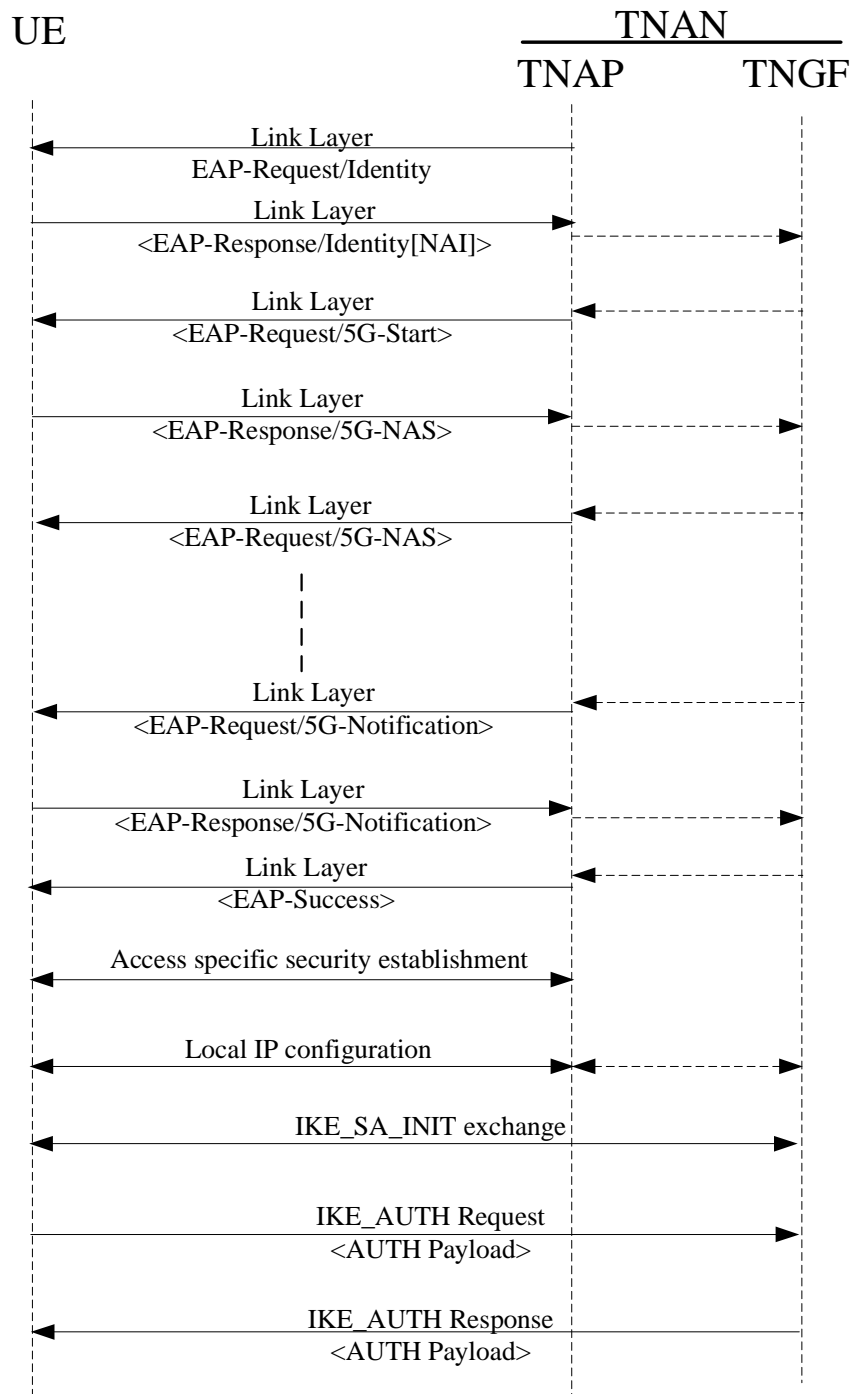 UE
TNAN
TNAP
TNGF
Link Layer
EAP-Request/Identity
Link Layer
<EAP-Response/Identity[NAI]>
Link Layer
<EAP-Request/5G-Start>
Link Layer
<EAP-Response/5G-NAS>
Link Layer
<EAP-Request/5G-NAS>
Link Layer
<EAP-Request/5G-Notification>
Link Layer
<EAP-Response/5G-Notification>
Link Layer
<EAP-Success>
Access specific security establishment
Local IP configuration
IKE_SA_INIT exchange
IKE_AUTH Request
<AUTH Payload>
IKE_AUTH Response
<AUTH Payload>